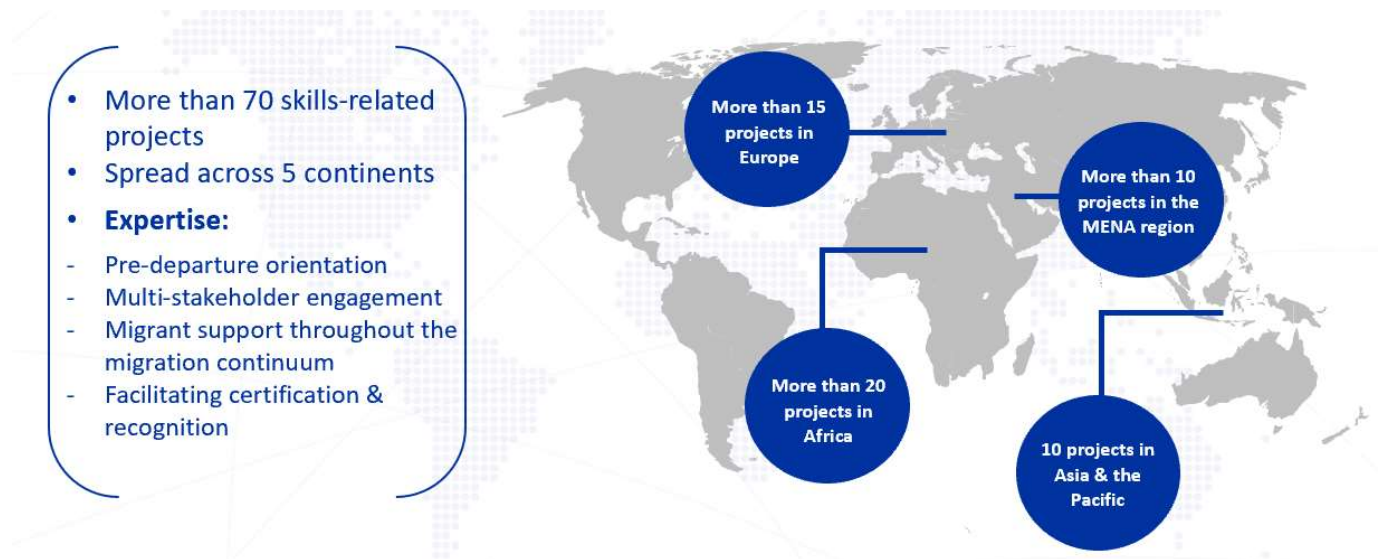 • More than 70 skills-related
projects
• Spread across 5 continents
• Expertise:
- Pre-departure orientation
- Multi-stakeholder engagement
- Migrant support throughout the
migration continuum
- Facilitating certification &
recognition
More than 15
projects in
Europe
More than 10
projects in the
MENA region
More than 20
projects in
Africa
10 projects in
Asia & the
Pacific